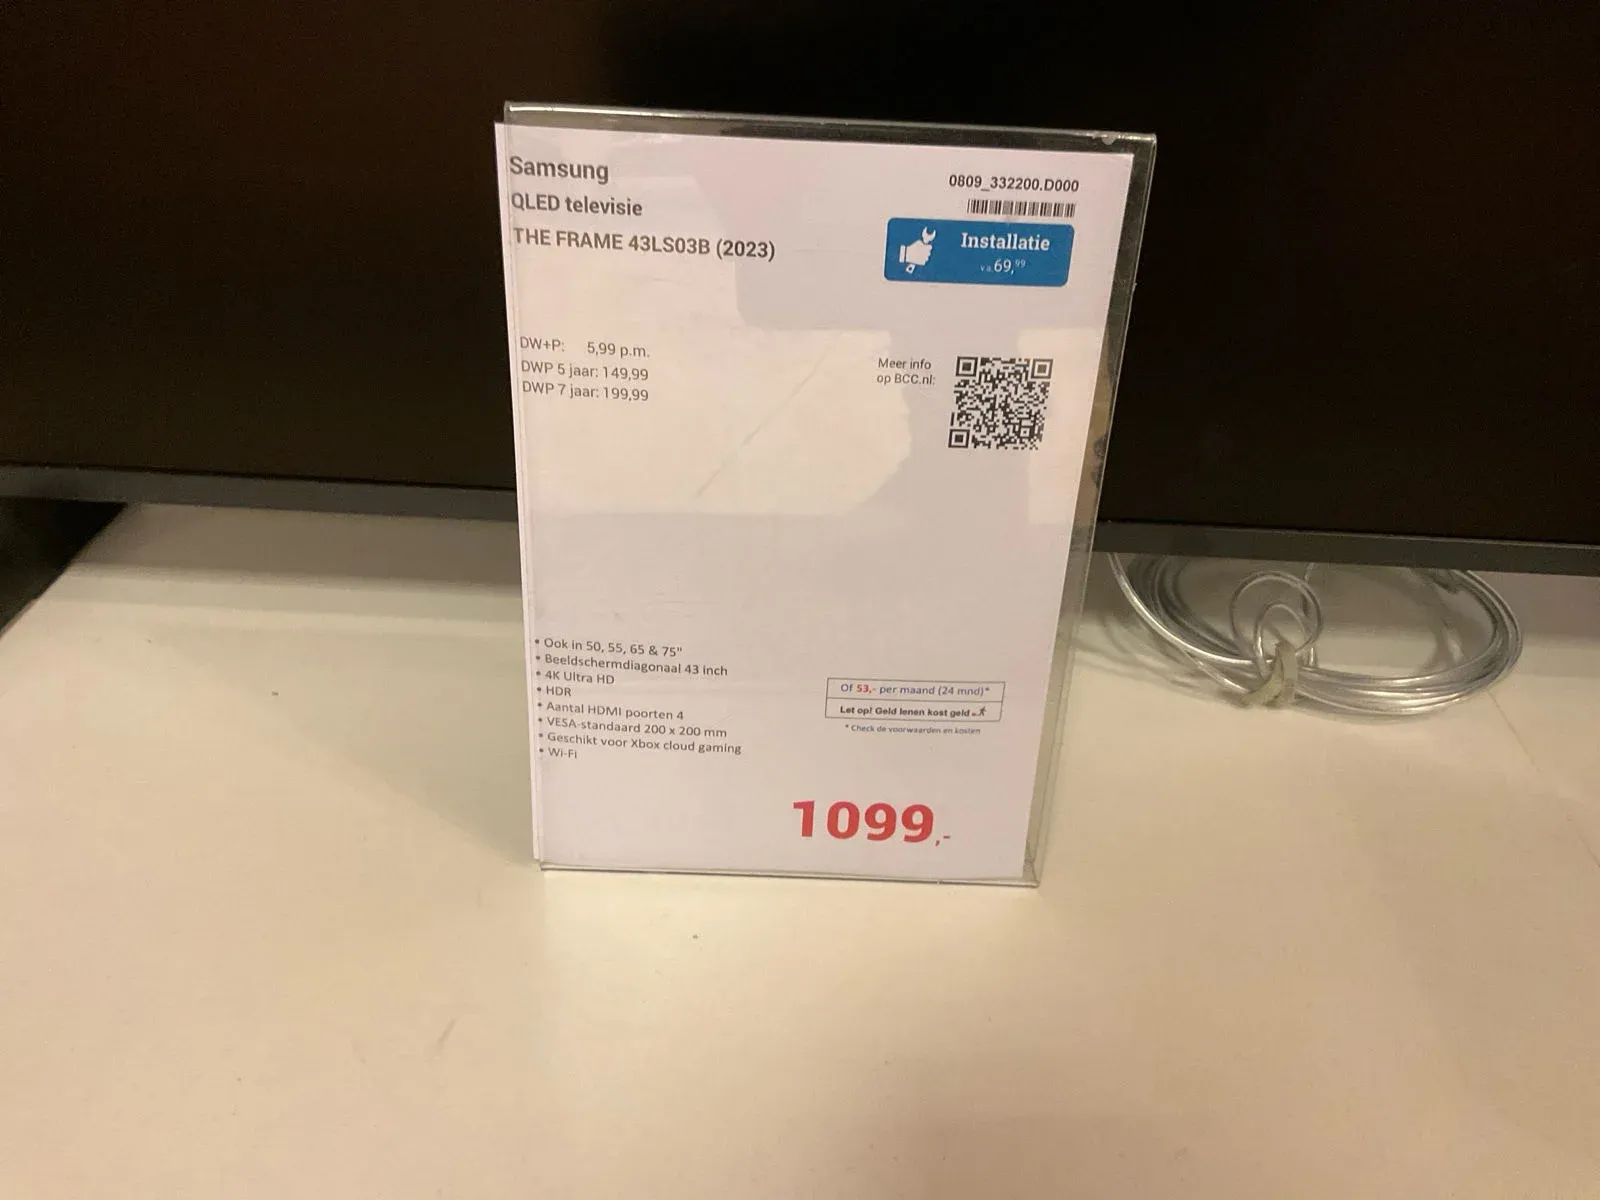 Samsung
QLED televisie
THE FRAME 43LS03B (2023)
0809_332200.D000
Installatie
v.a. 69,99
DW+P: 5,99 p.m.
DWP 5 jaar: 149,99
DWP 7 jaar: 199,99
Meer info
op BCC.nl:
• Ook in 50, 55, 65 & 75"
• Beeldschermdiagonaal 43 inch
• 4K Ultra HD
• HDR
• Aantal HDMI poorten 4
• VESA-standaard 200 x 200 mm
• Geschikt voor Xbox cloud gaming
• Wi-Fi
Of 53,- per maand (24 mnd)*
Let op! Geld lenen kost geld
* Check de voorwaarden en kosten
1099,-